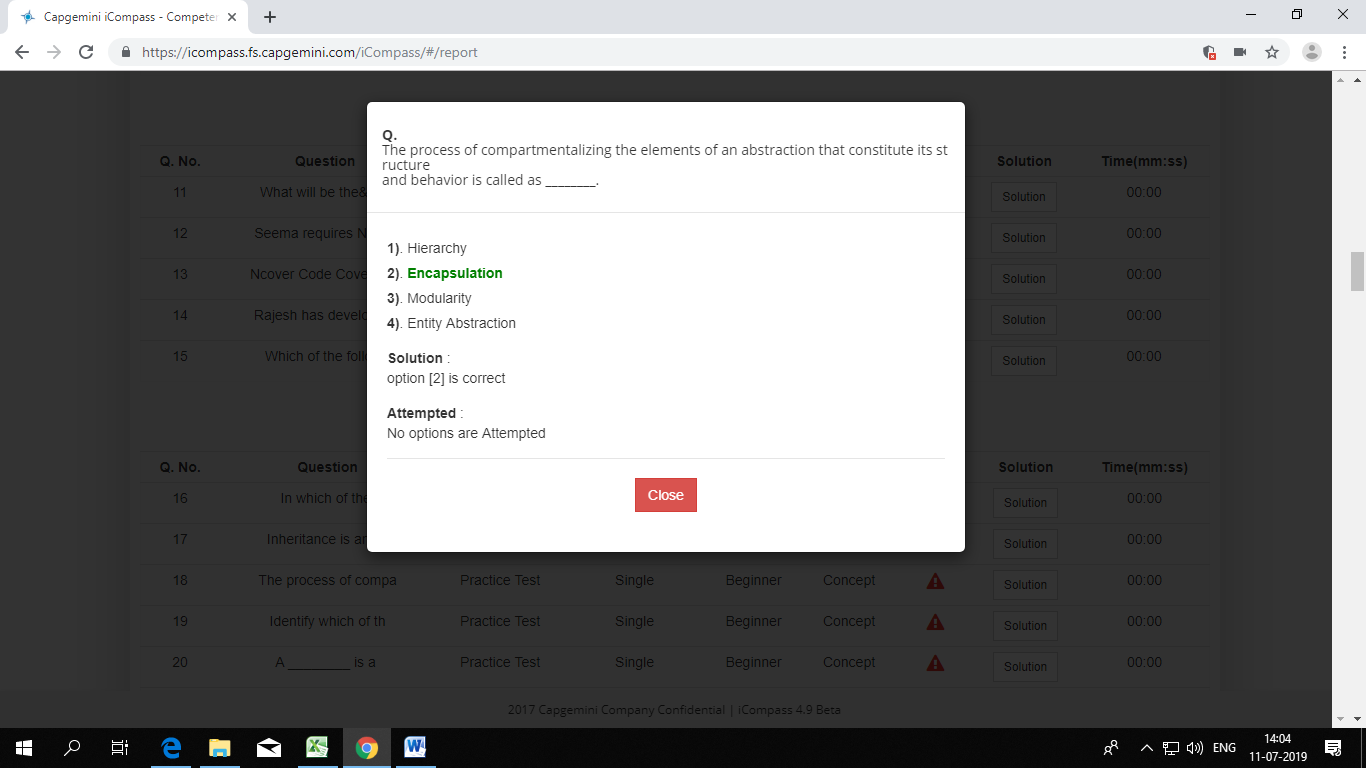 Capgemini iCompass - Competer
https://icompass.fs.capgemini.com/iCompass/#/report
Q.
The process of compartmentalizing the elements of an abstraction that constitute its st
ructure
and behavior is called as ________.
1). Hierarchy
2). Encapsulation
3). Modularity
4). Entity Abstraction
Solution :
option [2] is correct
Attempted :
No options are Attempted
Close
Q. No. Question Solution Time(mm:ss)
11 What will be the& Solution 00:00
12 Seema requires N Solution 00:00
13 Ncover Code Cove Solution 00:00
14 Rajesh has develo Solution 00:00
15 Which of the foll Solution 00:00
Q. No. Question Solution Time(mm:ss)
16 In which of the Solution 00:00
17 Inheritance is an Solution 00:00
18 The process of compa Practice Test Single Beginner Concept Solution 00:00
19 Identify which of th Practice Test Single Beginner Concept Solution 00:00
20 A ________ is a Practice Test Single Beginner Concept Solution 00:00
2017 Capgemini Company Confidential | iCompass 4.9 Beta
ENG
14:04
11-07-2019